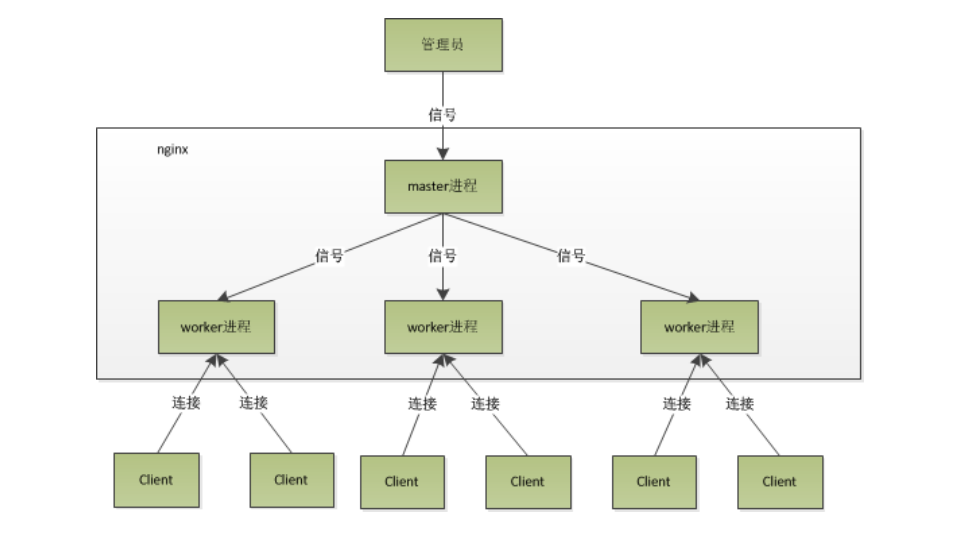 管理员
信号
nginx
master进程
信号
信号
信号
worker进程
worker进程
worker进程
连接
连接
连接
连接
连接
连接
Client
Client
Client
Client
Client
Client